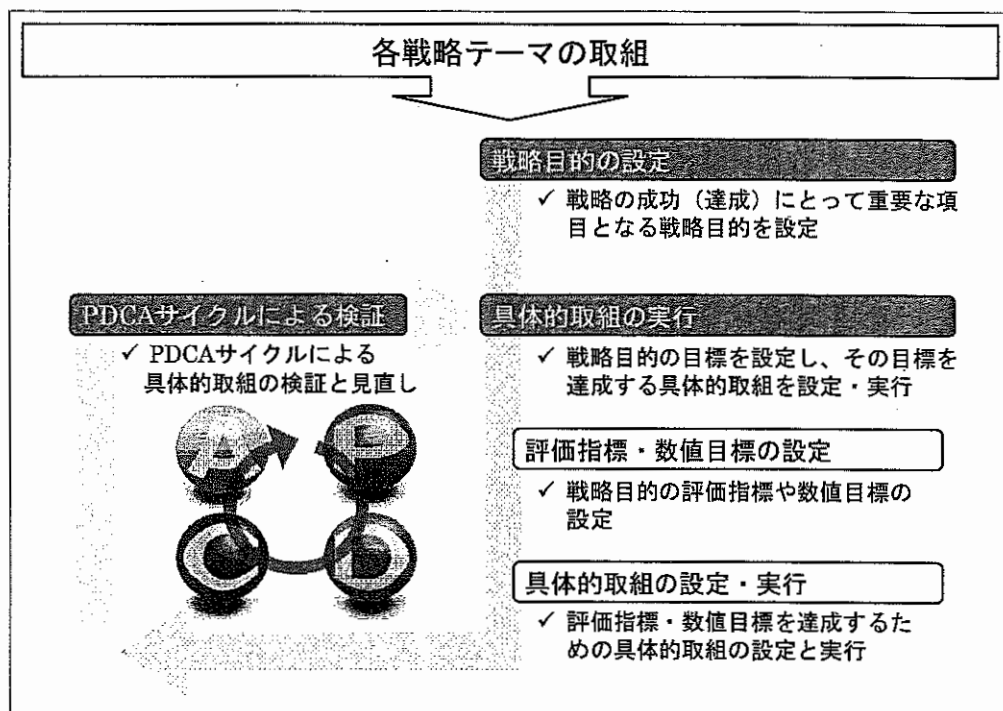 各戦略テーマの取組
戦略目的の設定
✓ 戦略の成功（達成）にとって重要な項
目となる戦略目的を設定
PDCAサイクルによる検証
✓ PDCAサイクルによる
具体的取組の検証と見直し
具体的取組の実行
✓ 戦略目的の目標を設定し、その目標を
達成する具体的取組を設定・実行
評価指標・数値目標の設定
✓ 戦略目的の評価指標や数値目標の
設定
具体的取組の設定・実行
✓ 評価指標・数値目標を達成するた
めの具体的取組の設定と実行
A